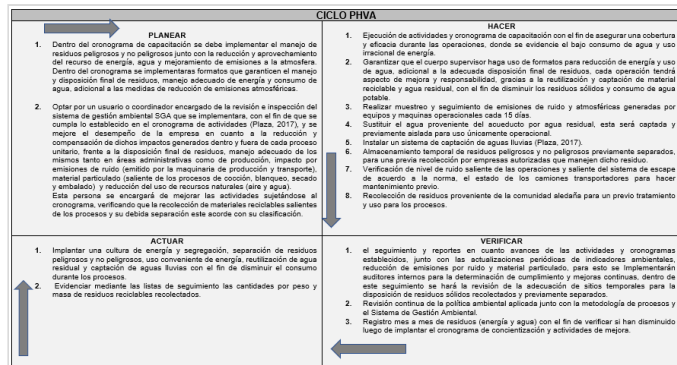 CICLO PHVA
PLANEAR
1. Dentro del cronograma de capacitación se debe implementar el manejo de
residuos peligrosos y no peligrosos junto con la reducción y aprovechamiento
del recurso de energía, agua y mejoramiento de emisiones a la atmosfera.
Dentro del cronograma se implementaras formatos que garanticen el manejo
y disposición final de residuos, manejo adecuado de energía y consumo de
agua, adicional a las medidas de reducción de emisiones atmosféricas.
2. Optar por un usuario o coordinador encargado de la revisión e inspección del
sistema de gestión ambiental SGA que se implementara, con el fin de que se
cumpla lo establecido en el cronograma de actividades (Plaza, 2017), y se
mejore el desempeño de la empresa en cuanto a la reducción y
compensación de dichos impactos generados dentro y fuera de cada proceso
unitario, frente a la disposición final de residuos, manejo adecuado de los
mismos tanto en áreas administrativas como de producción, impacto por
emisiones de ruido (emitido por la maquinaria de producción y transporte),
material particulado (saliente de los procesos de cocción, blanqueo, secado
y embalado) y reducción del uso de recursos naturales (aire y agua).
Esta persona se encargará de mejorar las actividades sujetándose al
cronograma, verificando que la recolección de materiales reciclables salientes
de los procesos y su debida separación este acorde con su clasificación.
HACER
1. Ejecución de actividades y cronograma de capacitación con el fin de asegurar una cobertura
y eficacia durante las operaciones, donde se evidencie el bajo consumo de agua y uso
irracional de energía.
2. Garantizar que el cuerpo supervisor haga uso de formatos para reducción de energía y uso
de agua, adicional a la adecuada disposición final de residuos, cada operación tendrá
aspecto de mejora y responsabilidad, gracias a la reutilización y captación de material
reciclable y agua residual, con el fin de disminuir los residuos sólidos y consumo de agua
potable.
3. Realizar muestreo y seguimiento de emisiones de ruido y atmosféricas generadas por
equipos y maquinas operacionales cada 15 días.
4. Sustituir el agua proveniente del acueducto por agua residual, esta será captada y
previamente aislada para uso únicamente operacional.
5. Instalar un sistema de captación de aguas lluvias (Plaza, 2017).
6. Almacenamiento temporal de residuos peligrosos y no peligrosos previamente separados,
para una previa recolección por empresas autorizadas que manejen dicho residuo.
7. Verificación de nivel de ruido saliente de las operaciones y saliente del sistema de escape
de acuerdo a la norma, el estado de los camiones transportadores para hacer
mantenimiento previo.
8. Recolección de residuos proveniente de la comunidad aledaña para un previo tratamiento
y uso para los procesos.
ACTUAR
1. Implantar una cultura de energía y segregación, separación de residuos
peligrosos y no peligrosos, uso conveniente de energía, reutilización de agua
residual y captación de aguas lluvias con el fin de disminuir el consumo
durante los procesos.
2. Evidenciar mediante las listas de seguimiento las cantidades por peso y
masa de residuos reciclables recolectados.
VERIFICAR
1. el seguimiento y reportes en cuanto avances de las actividades y cronogramas
establecidos, junto con las actualizaciones periódicas de indicadores ambientales,
reducción de emisiones por ruido y material particulado, para esto se Implementarán
auditores internos para la determinación de cumplimiento y mejoras continuas, dentro de
este seguimiento se hará la revisión de la adecuación de sitios temporales para la
disposición de residuos sólidos recolectados y previamente separados.
2. Revisión continua de la política ambiental aplicada junto con la metodología de procesos y
el Sistema de Gestión Ambiental.
3. Registro mes a mes de residuos (energía y agua) con el fin de verificar si han disminuido
luego de implantar el cronograma de concientización y actividades de mejora.